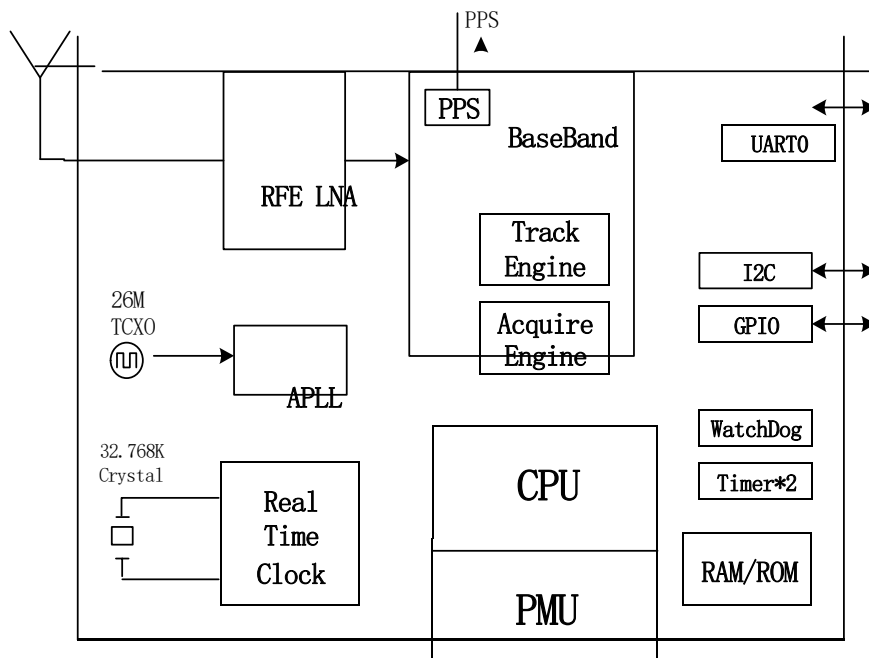 PPS
PPS
BaseBand
UART0
RFE LNA
Track
Engine
I2C
26M
TCXO
Acquire
Engine
GPIO
APLL
WatchDog
32.768K
Crystal
CPU
Timer*2
Real
Time
Clock
RAM/ROM
PMU